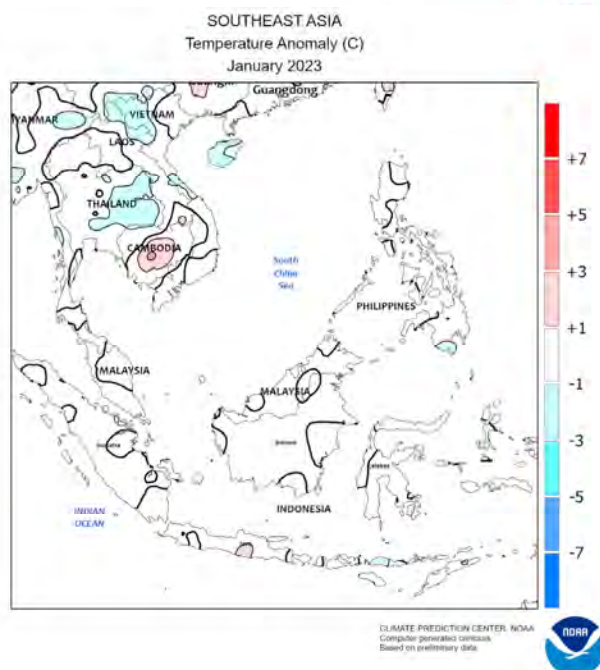 SOUTHEAST ASIA
Temperature Anomaly (C)
January 2023
Guangdong
YANMAR
VIETNAM
LAOS
THAILAND
CAMBODIA
South
China
Sea
PHILIPPINES
MALAYSIA
MALAYSIA
INDIAN
OCEAN
INDONESIA
+7
+5
+3
+1
-1
-3
-5
-7
CLIMATE PREDICTION CENTER, NOAA
Computer generated contours
Based on preliminary data
NOAA